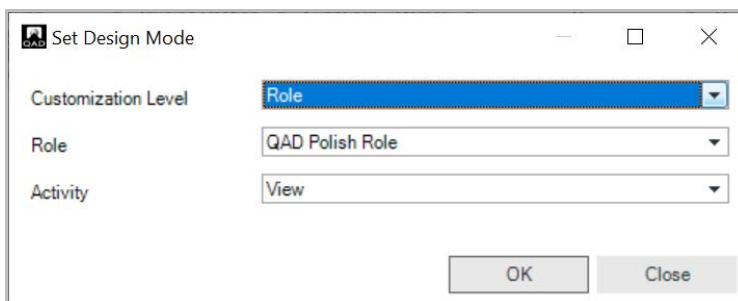 QAD Set Design Mode
Customization Level Role
Role QAD Polish Role
Activity View
OK Close